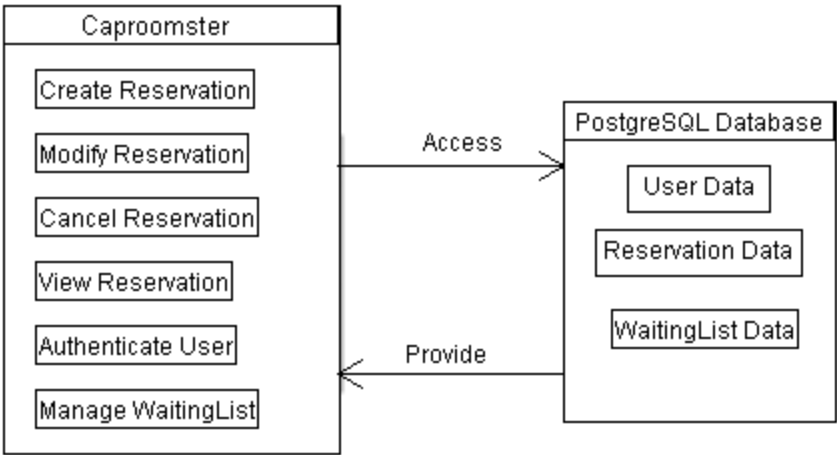 Caproomster
Create Reservation
Modify Reservation
Cancel Reservation
View Reservation
Authenticate User
Manage WaitingList
Access
Provide
PostgreSQL Database
User Data
Reservation Data
WaitingList Data